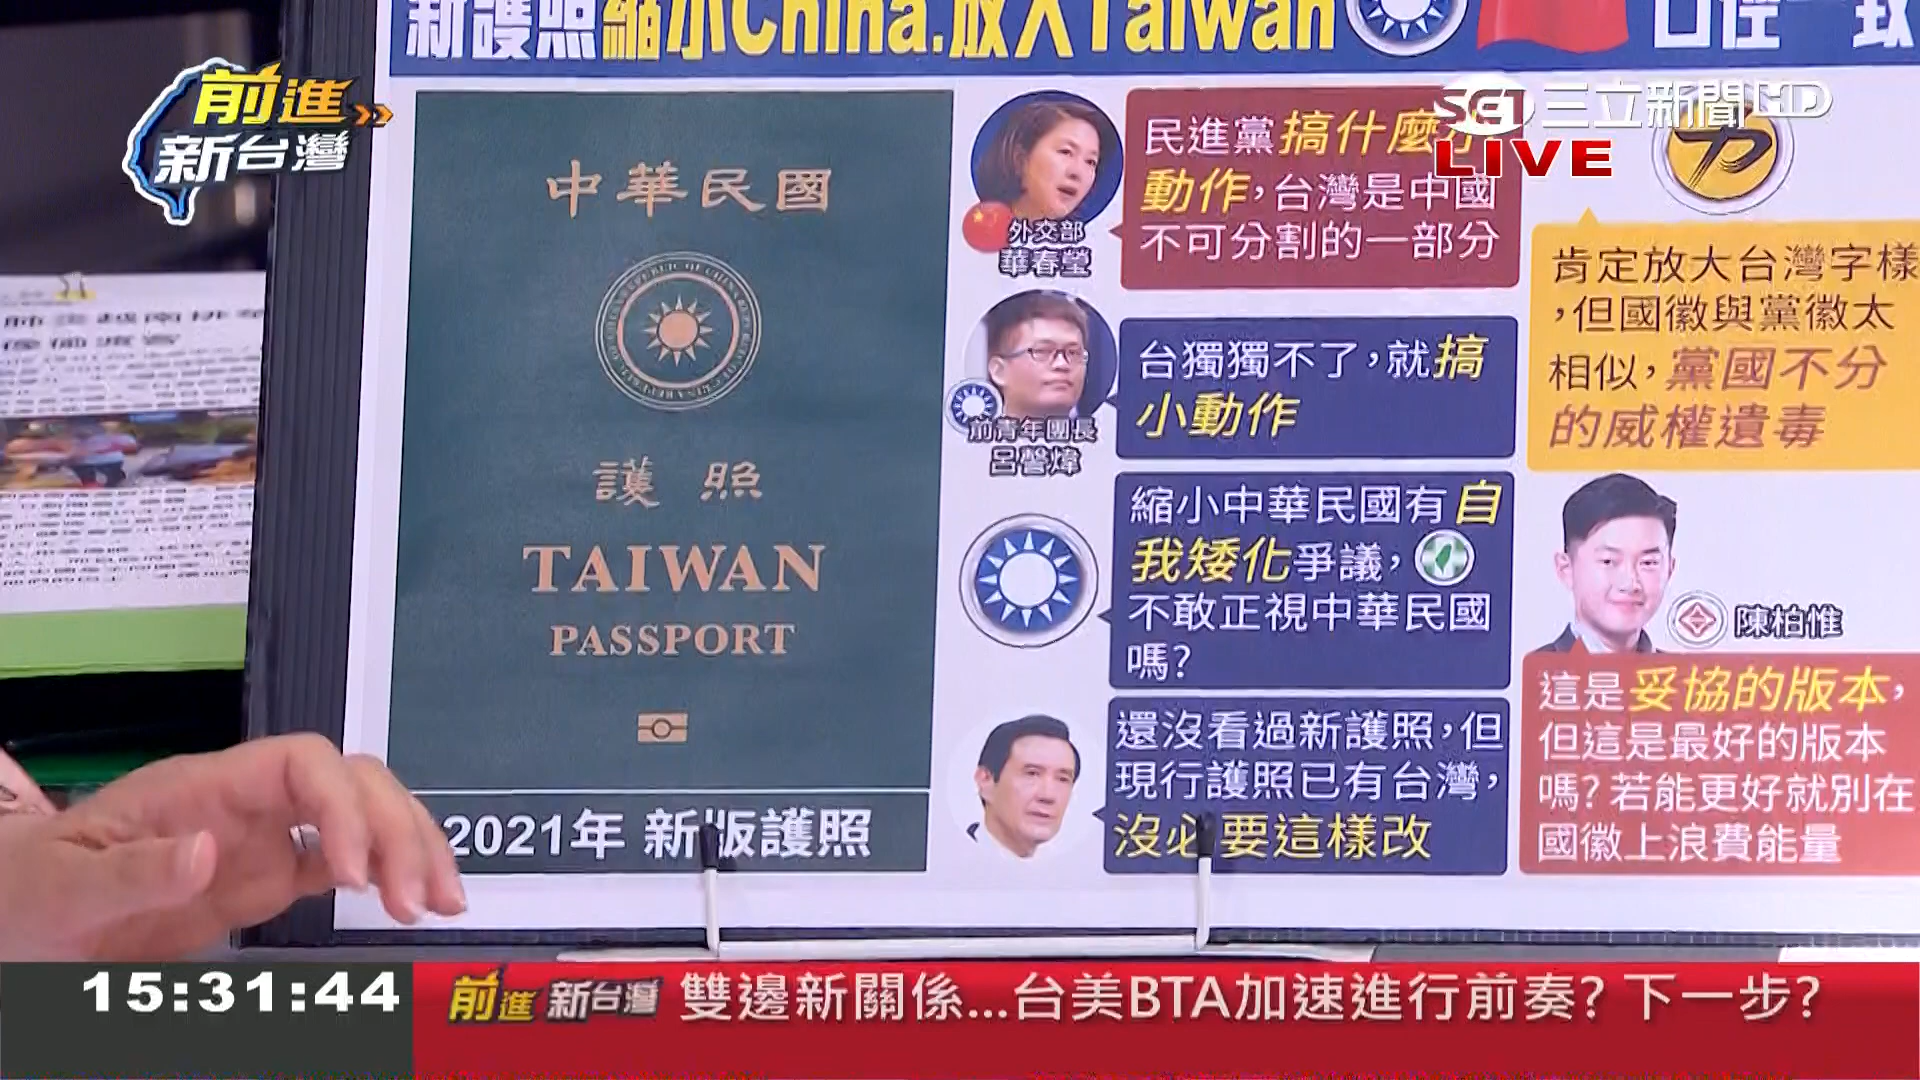 新護照縮小China.放大Taiwan
口徑一致
前進
新台灣
SET三立新聞HD
LIVE
中華民國
護照
TAIWAN
PASSPORT
2021年 新版護照
民進黨搞什麼小
動作,台灣是中國
不可分割的一部分
外交部
華春瑩
台獨獨不了,就搞
小動作
前青年團長
呂謦煒
縮小中華民國有自
我矮化爭議,
不敢正視中華民國
嗎?
還沒看過新護照,但
現行護照已有台灣,
沒必要這樣改
肯定放大台灣字樣
,但國徽與黨徽太
相似,黨國不分
的威權遺毒
陳柏惟
這是妥協的版本,
但這是最好的版本
嗎?若能更好就別在
國徽上浪費能量
15:31:44
前進新台灣 雙邊新關係...台美BTA加速進行前奏? 下一步?